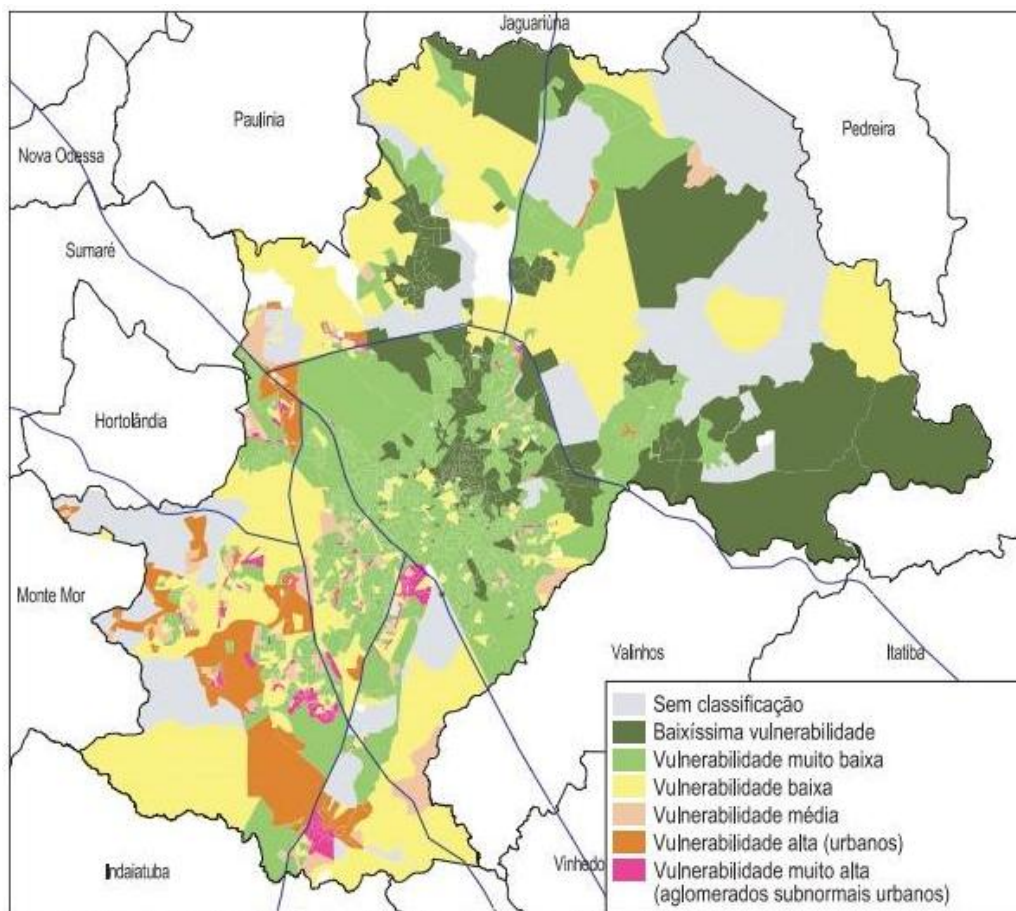 Jaguariúna
Paulínia
Pedreira
Nova Odessa
Sumaré
Hortolândia
Monte Mor
Valinhos
Itatiba
Indaiatuba
Vinhedo
Sem classificação
Baixíssima vulnerabilidade
Vulnerabilidade muito baixa
Vulnerabilidade baixa
Vulnerabilidade média
Vulnerabilidade alta (urbanos)
Vulnerabilidade muito alta
(aglomerados subnormais urbanos)